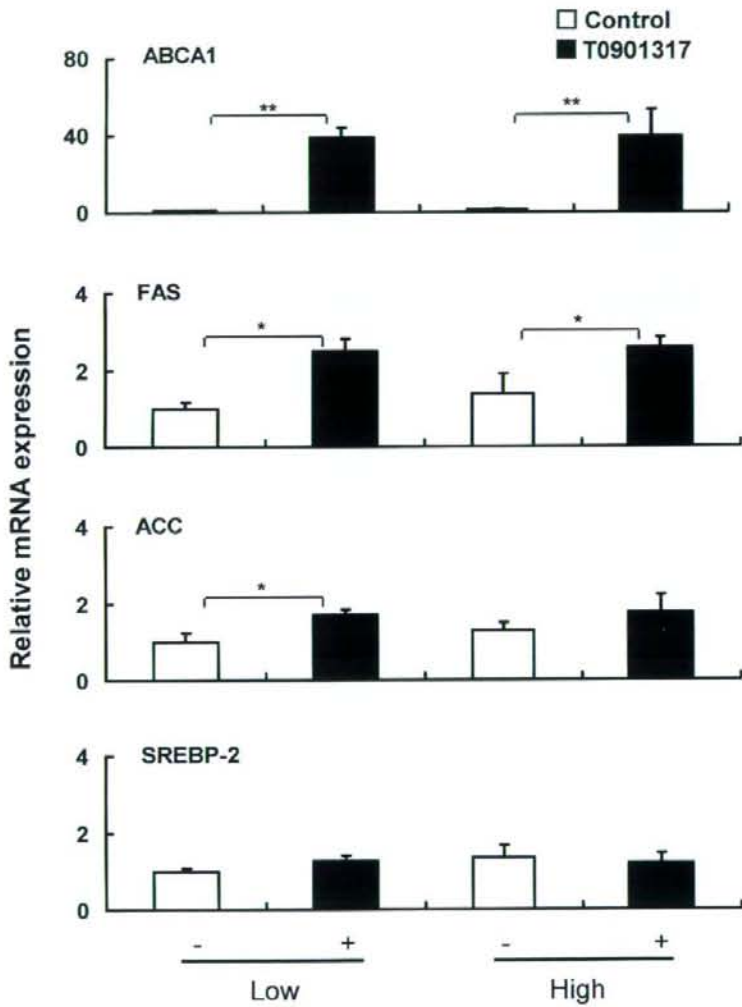 Control
T0901317
ABCA1
80
**
**
40
0
FAS
4
*
*
2
0
Relative mRNA expression
ACC
4
*
2
0
SREBP-2
4
2
0
- + - +
Low High